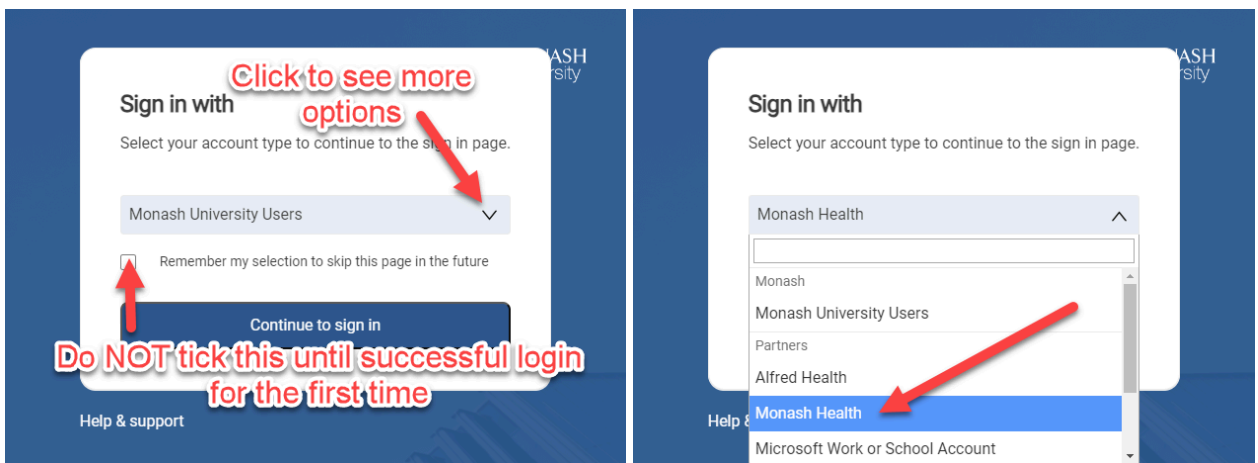 ASH
rsity
Click to see more
options
Sign in with
Select your account type to continue to the sign in page.
Monash University Users
Remember my selection to skip this page in the future
Continue to sign in
Do NOT tick this until successful login
for the first time
Help & support
ASH
rsity
Sign in with
Select your account type to continue to the sign in page.
Monash Health
Monash
Monash University Users
Partners
Alfred Health
Monash Health
Help &
Microsoft Work or School Account